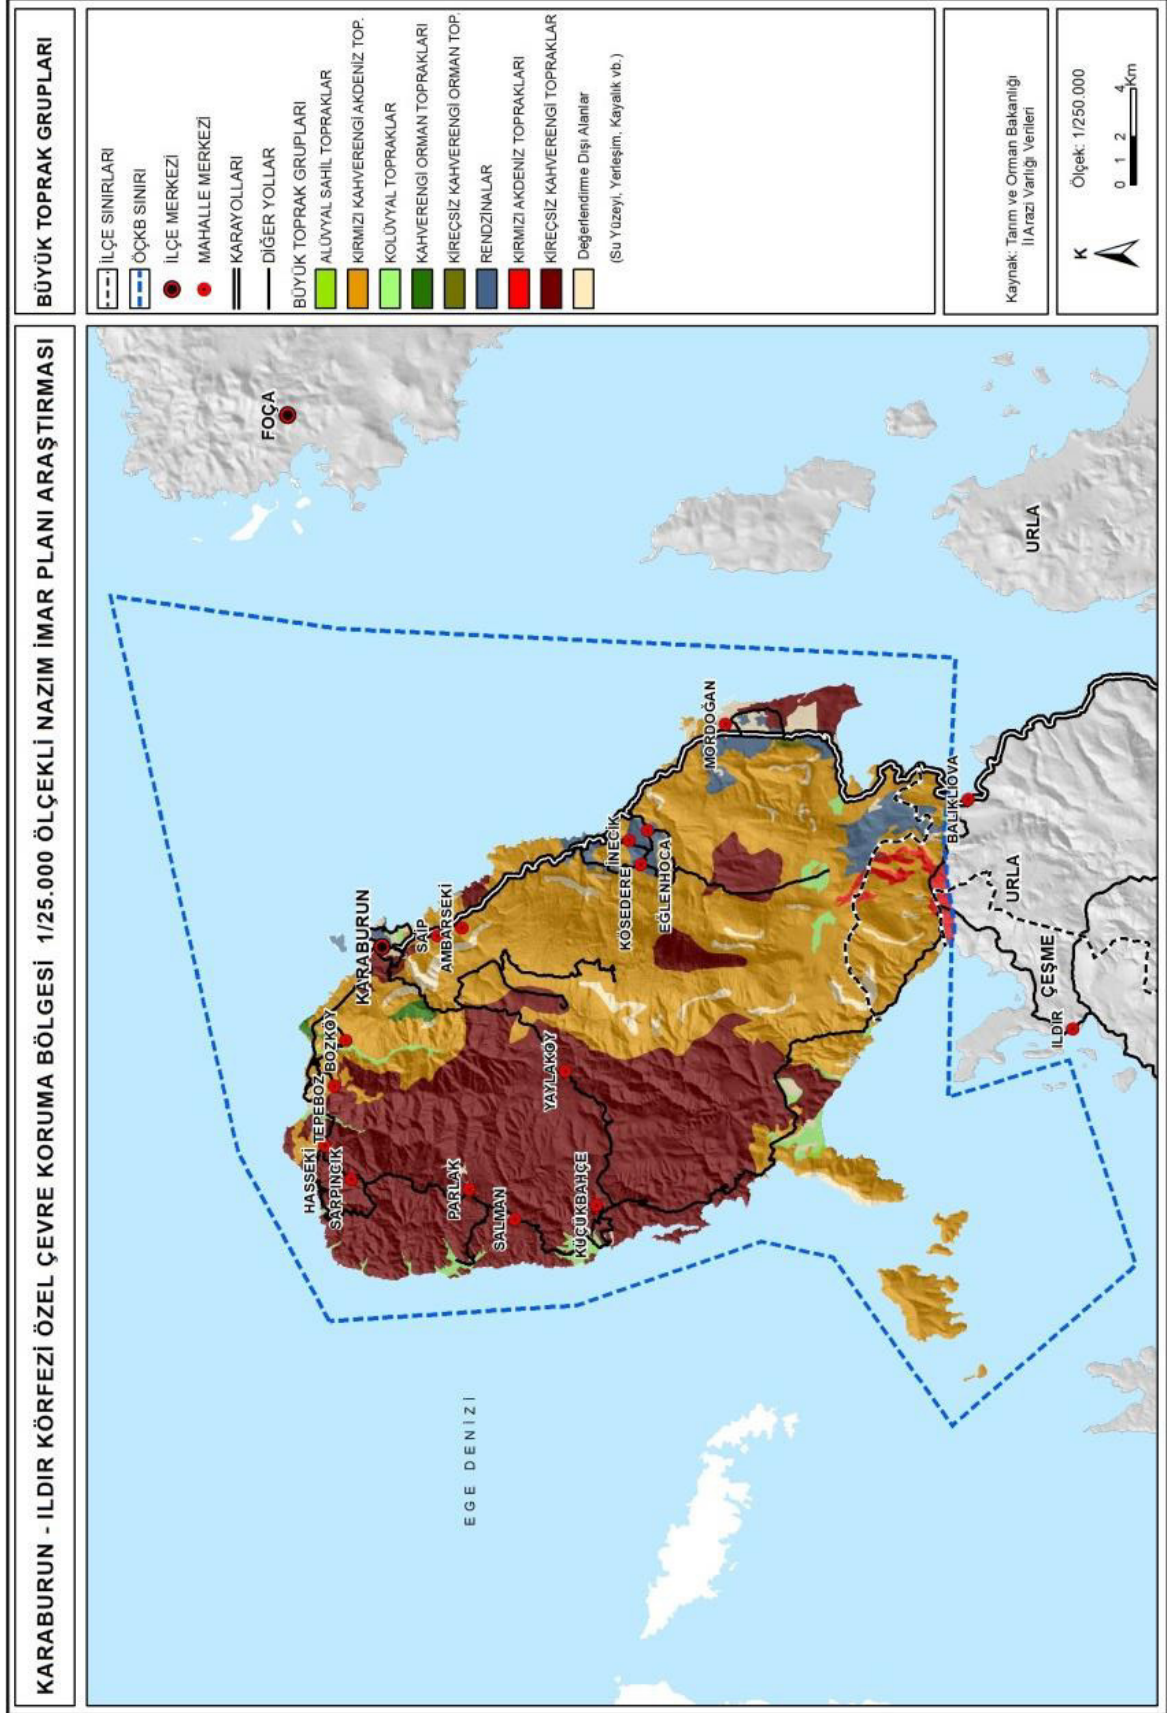 KARABURUN - ILDIR KÖRFEZİ ÖZEL ÇEVRE KORUMA BÖLGESİ 1/25.000 ÖLÇEKLİ NAZIM İMAR PLANI ARAŞTIRMASI
BÜYÜK TOPRAK GRUPLARI
İLÇE SINIRLARI
ÖÇKB SINIRI
İLÇE MERKEZİ
MAHALLE MERKEZİ
KARAYOLLARI
DİĞER YOLLAR
BÜYÜK TOPRAK GRUPLARI
ALÜVYAL SAHİL TOPRAKLAR
KIRMIZI KAHVERENGİ AKDENİZ TOP.
KOLÜVYAL TOPRAKLAR
KAHVERENGİ ORMAN TOPRAKLARI
KİREÇSİZ KAHVERENGİ ORMAN TOP.
RENDZİNALAR
KIRMIZI AKDENİZ TOPRAKLARI
KİREÇSİZ KAHVERENGİ TOPRAKLAR
Değerlendirme Dışı Alanlar
(Su Yüzeyi, Yerleşim, Kayalık vb.)
Kaynak: Tarım ve Orman Bakanlığı
İl Arazi Varlığı Verileri
K
Ölçek: 1/250.000
0 1 2 4
Km
FOÇA
KARABURUN
SAİP
AMBARSEKİ
BOZKÖY
TEPEBOZ
HASSEKİ
SARPINCIK
PARLAK
SALMAN
YAYLAKÖY
KÜÇÜKBAHÇE
İNECİK
KÖSEDERE
EĞLENHOCA
MORDOĞAN
BALIKLIOVA
URLA
URLA
ÇEŞME
ILDIR
EGE DENİZİ